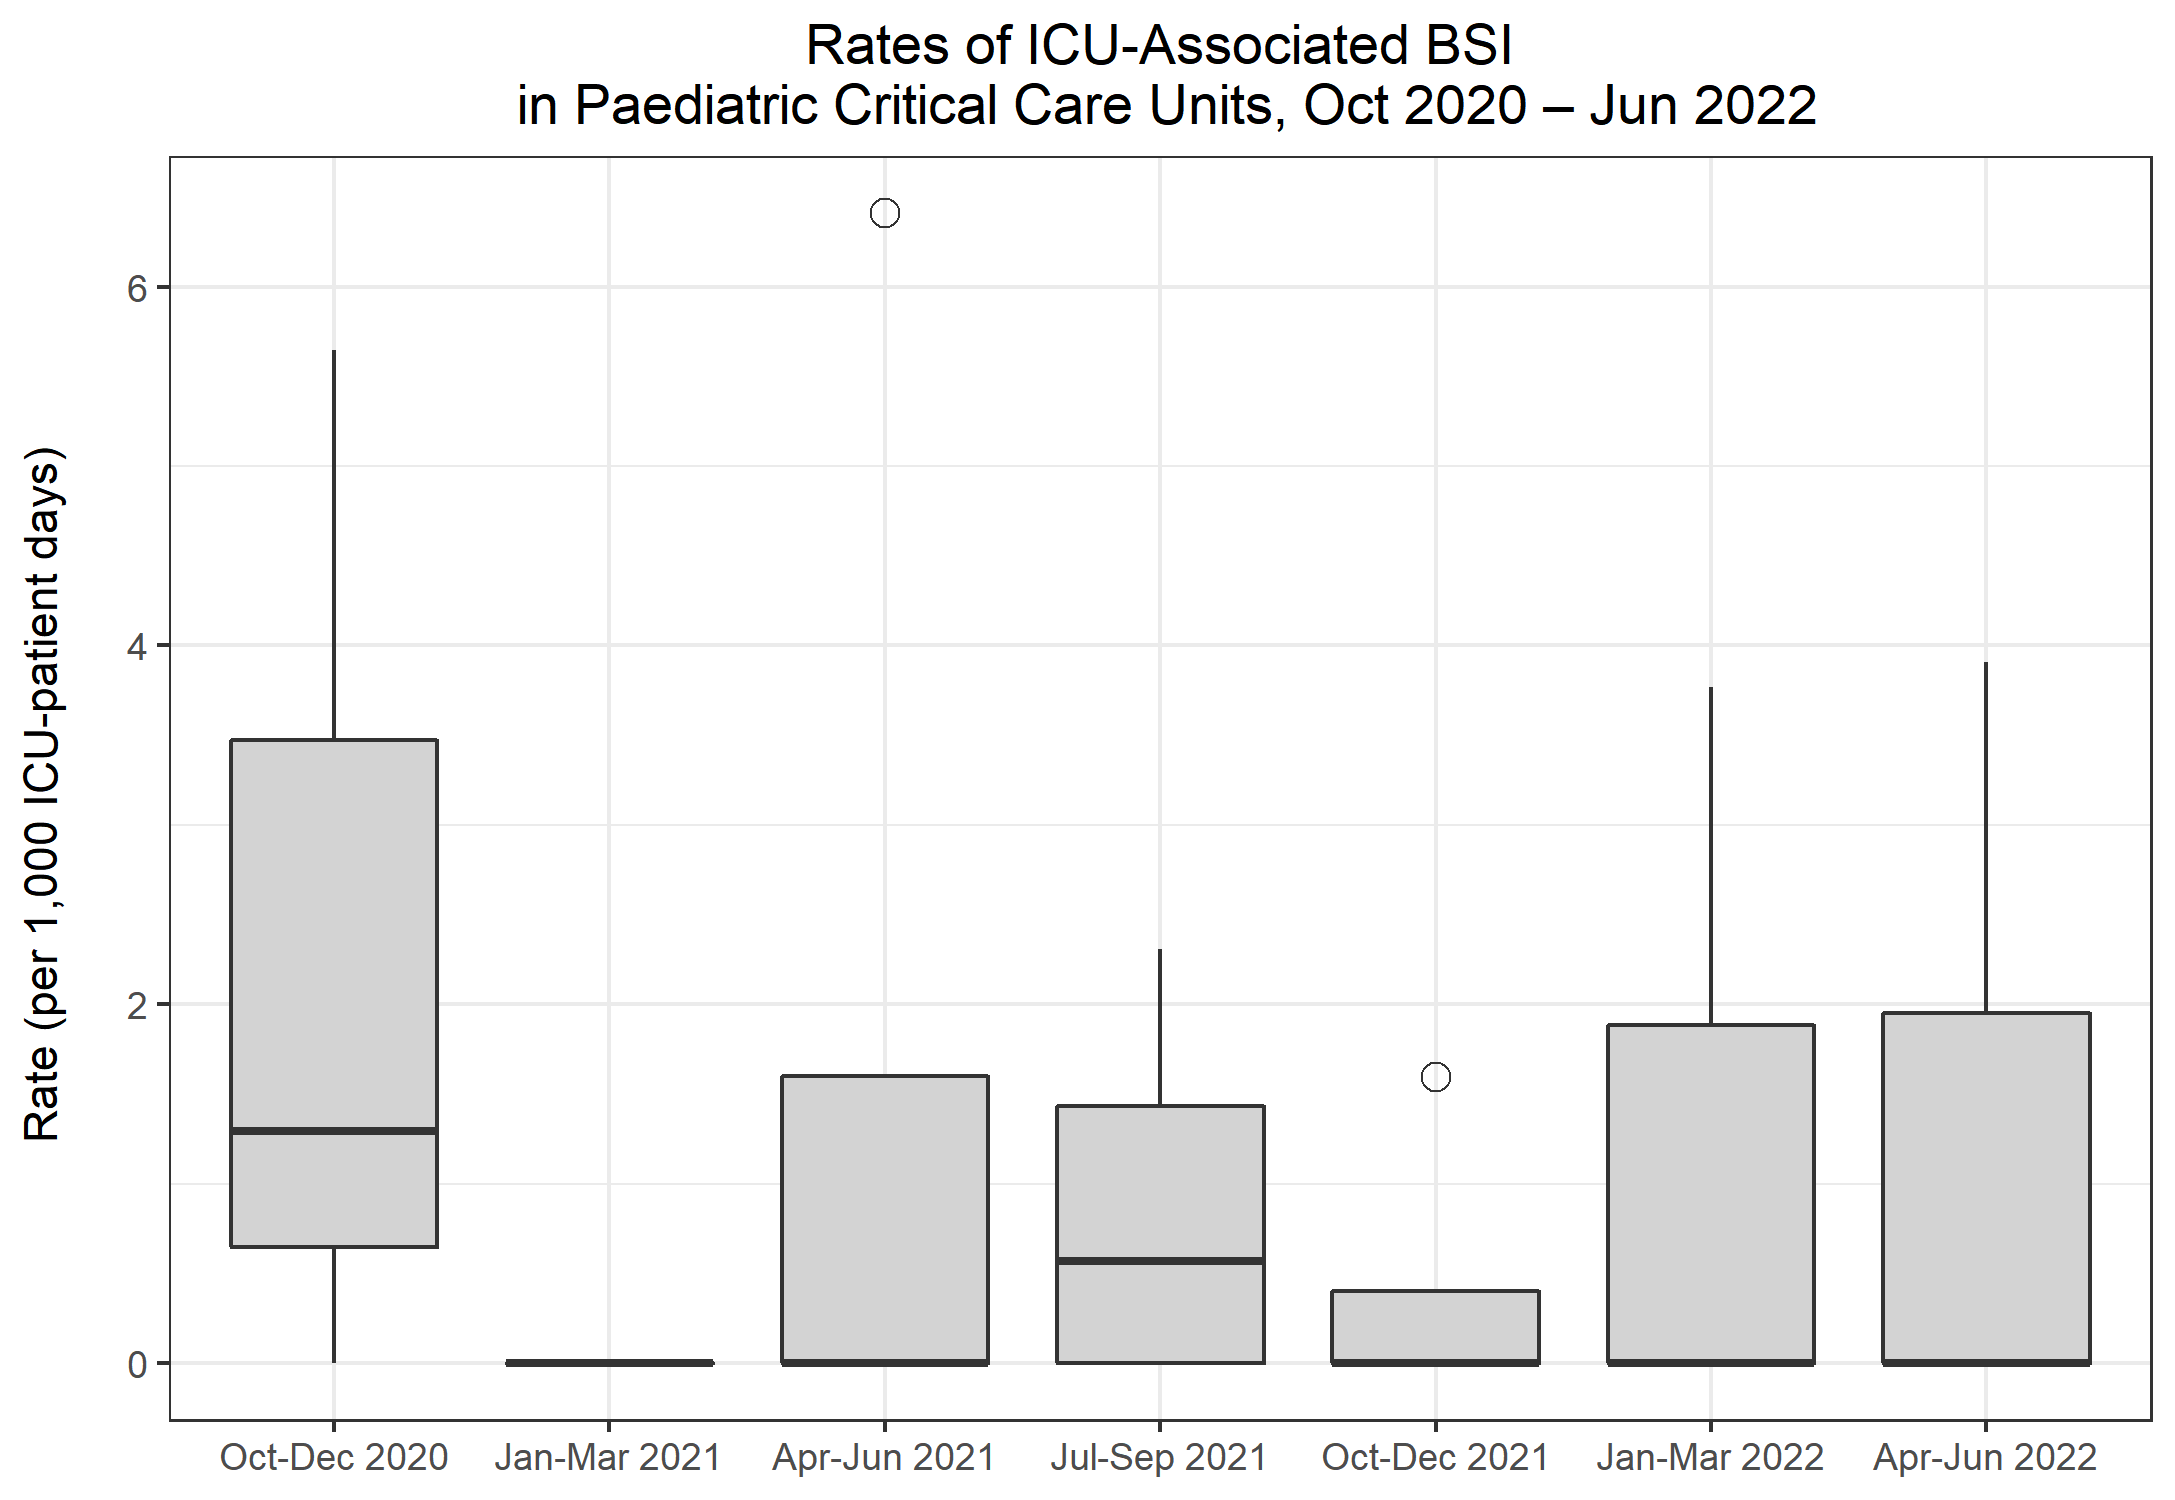 Rates of ICU-Associated BSI
in Paediatric Critical Care Units, Oct 2020 – Jun 2022
Rate (per 1,000 ICU-patient days)
6
4
2
0
Oct-Dec 2020 Jan-Mar 2021 Apr-Jun 2021 Jul-Sep 2021 Oct-Dec 2021 Jan-Mar 2022 Apr-Jun 2022